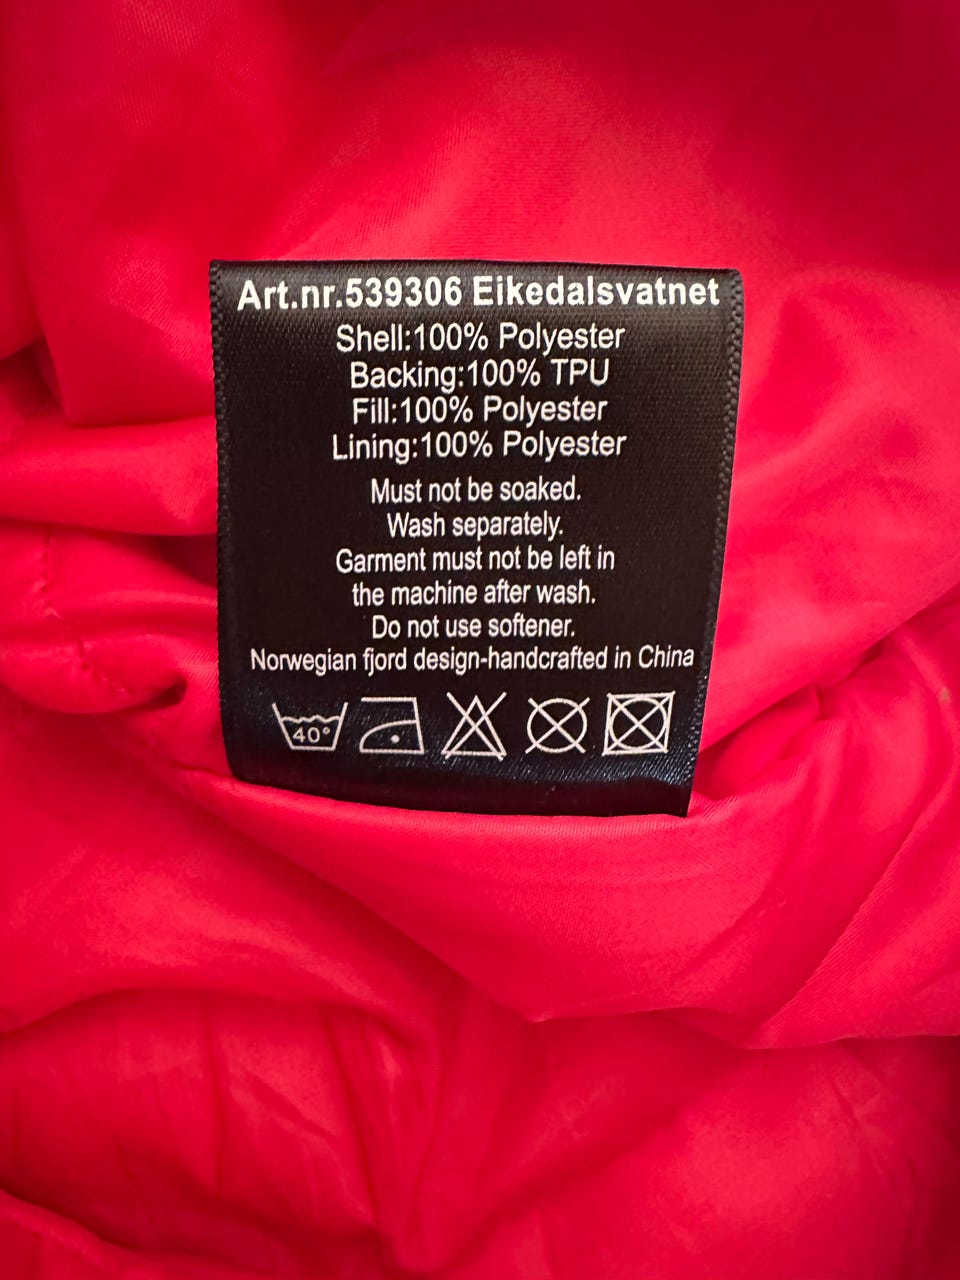 Art.nr.539306 Eikedalsvatnet
Shell:100% Polyester
Backing:100% TPU
Fill:100% Polyester
Lining:100% Polyester
Must not be soaked.
Wash separately.
Garment must not be left in
the machine after wash.
Do not use softener.
Norwegian fjord design-handcrafted in China
40°